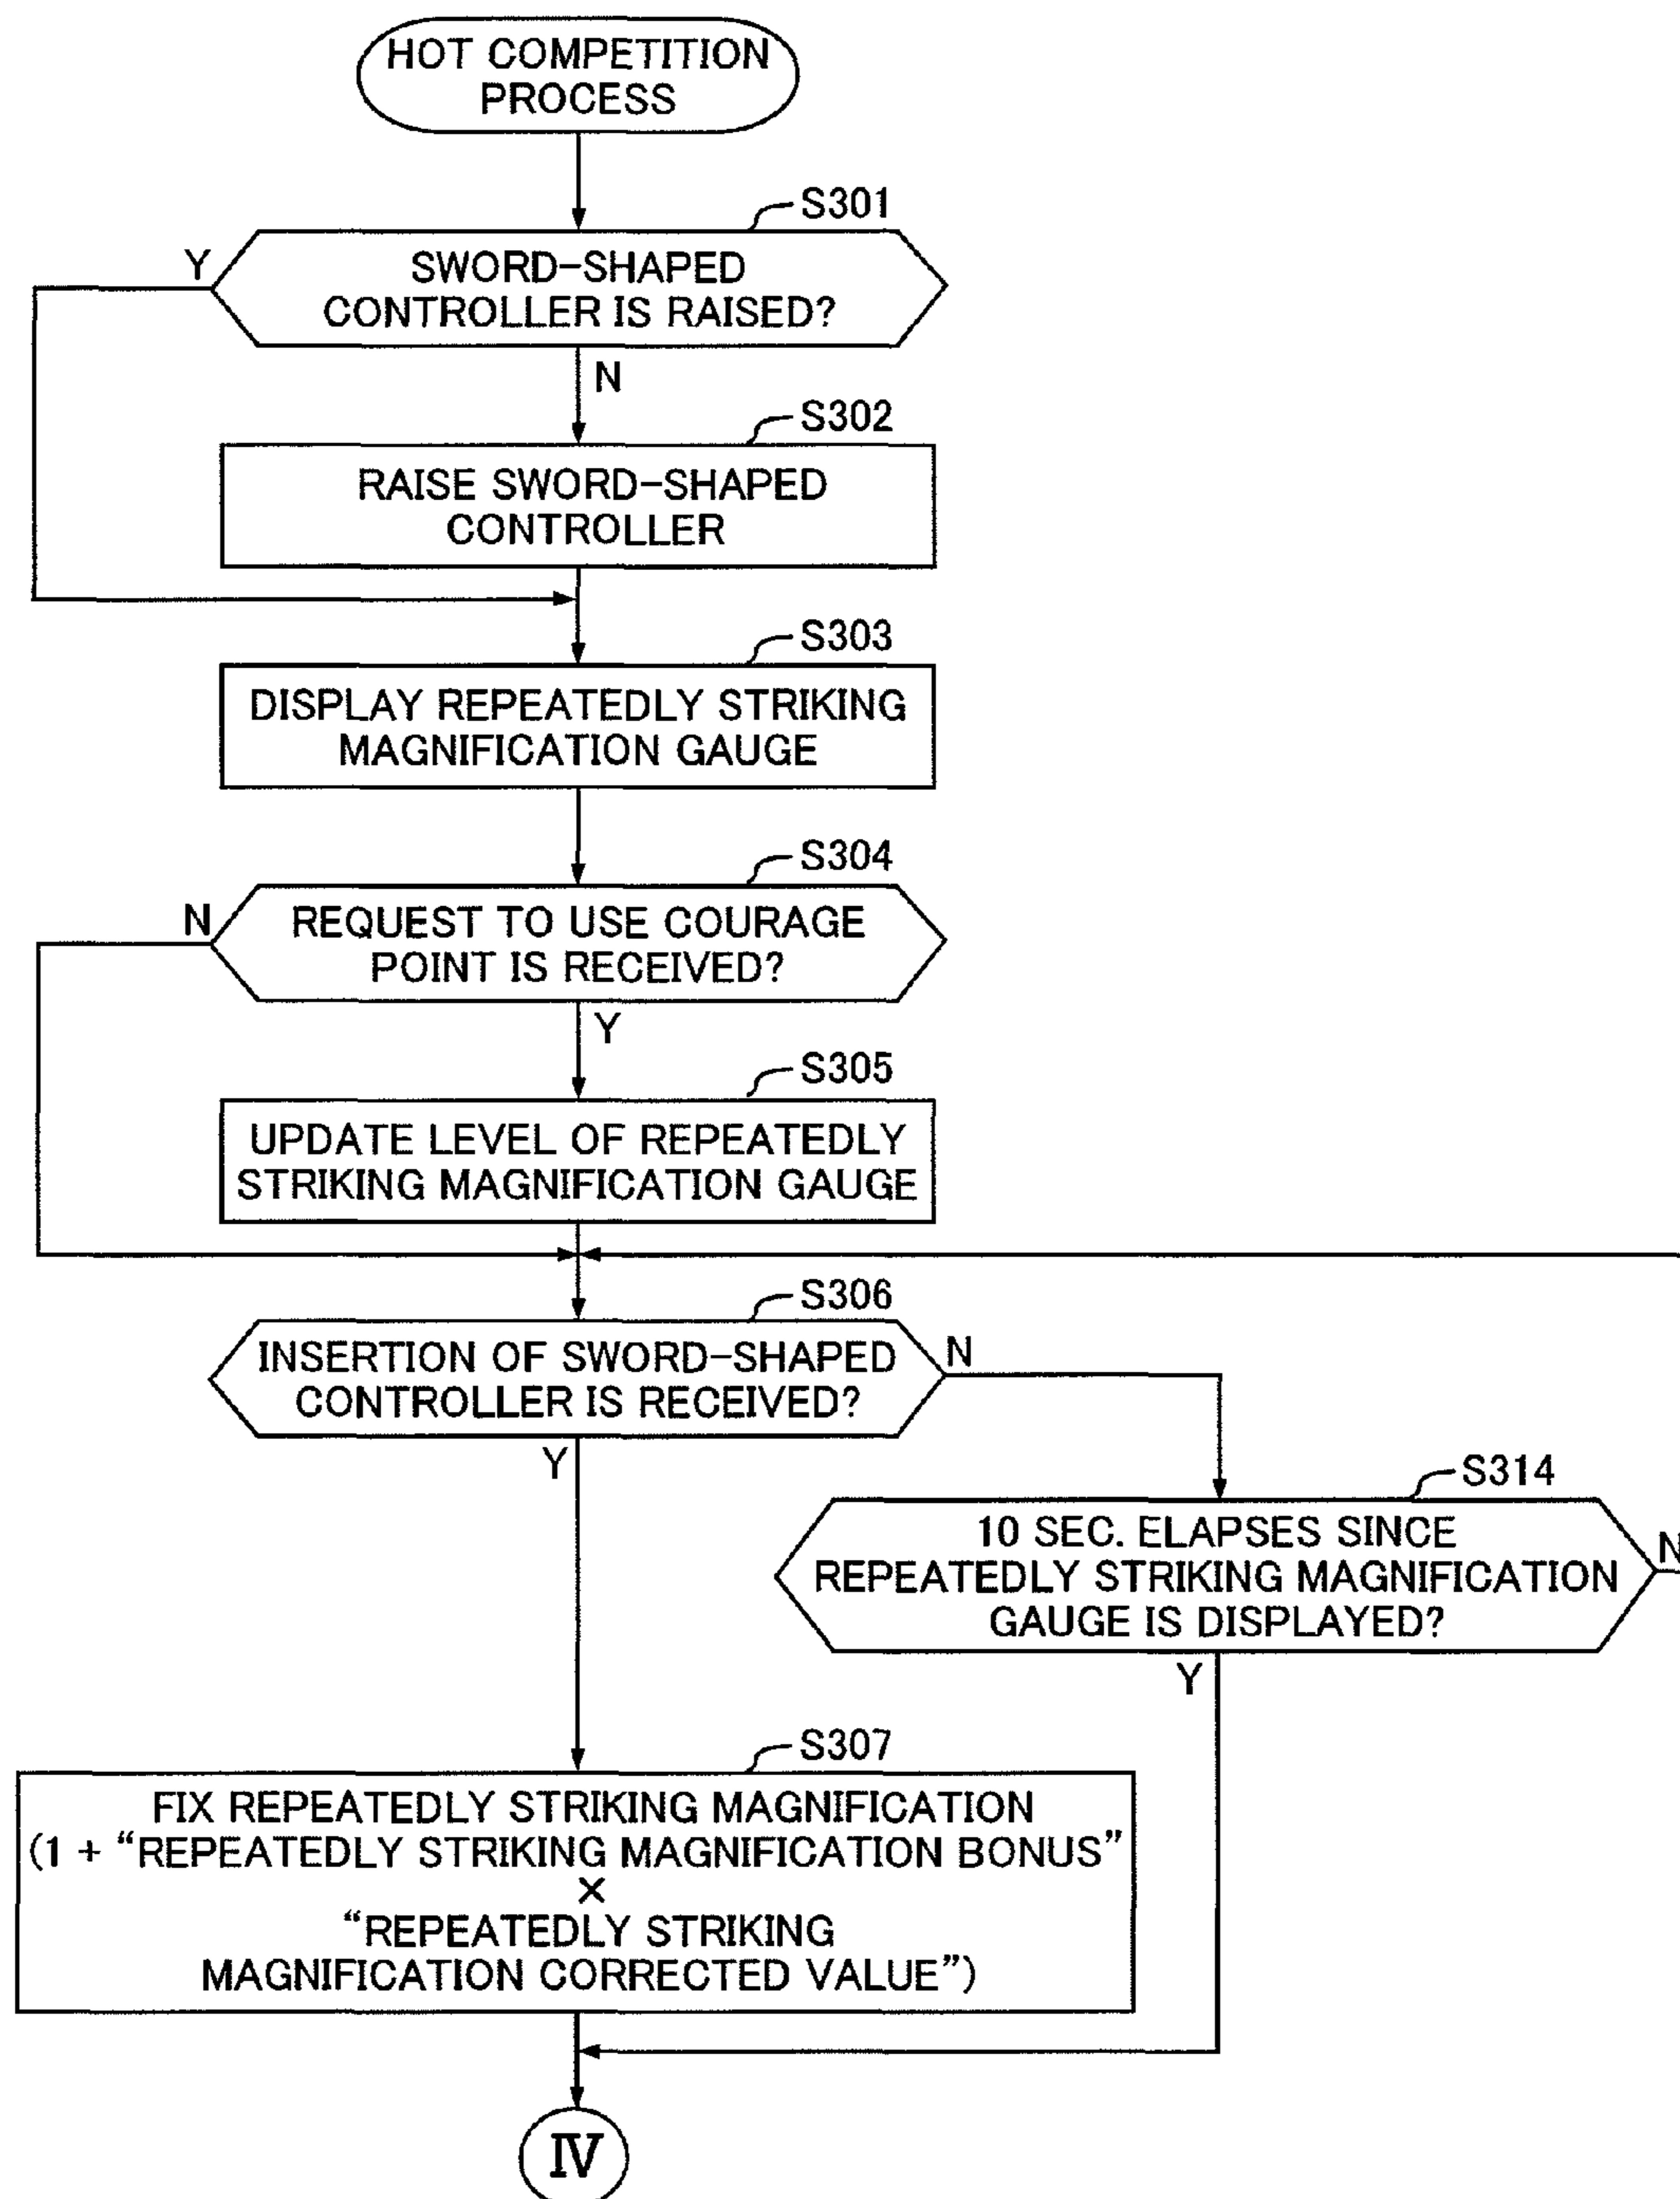 HOT COMPETITION
PROCESS
S301
Y
SWORD-SHAPED
CONTROLLER IS RAISED?
N
S302
RAISE SWORD-SHAPED
CONTROLLER
S303
DISPLAY REPEATEDLY STRIKING
MAGNIFICATION GAUGE
S304
N
REQUEST TO USE COURAGE
POINT IS RECEIVED?
Y
S305
UPDATE LEVEL OF REPEATEDLY
STRIKING MAGNIFICATION GAUGE
S306
INSERTION OF SWORD-SHAPED
CONTROLLER IS RECEIVED?
N
Y
S314
10 SEC. ELAPSES SINCE
REPEATEDLY STRIKING MAGNIFICATION
GAUGE IS DISPLAYED?
N
Y
S307
FIX REPEATEDLY STRIKING MAGNIFICATION
(1 + “REPEATEDLY STRIKING MAGNIFICATION BONUS”
×
“REPEATEDLY STRIKING
MAGNIFICATION CORRECTED VALUE”)
IV